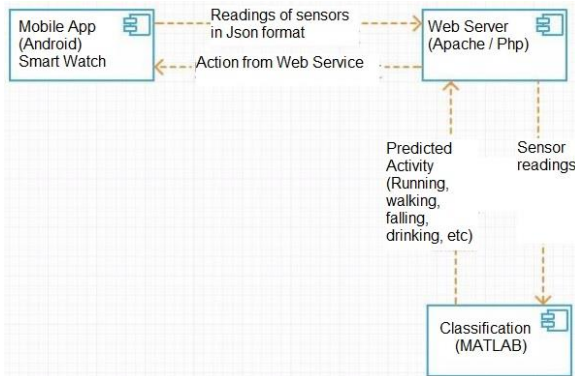 Mobile App
(Android)
Smart Watch
Readings of sensors
in Json format
Action from Web Service
Web Server
(Apache / Php)
Predicted
Activity
(Running,
walking,
falling,
drinking, etc)
Sensor
readings
Classification
(MATLAB)